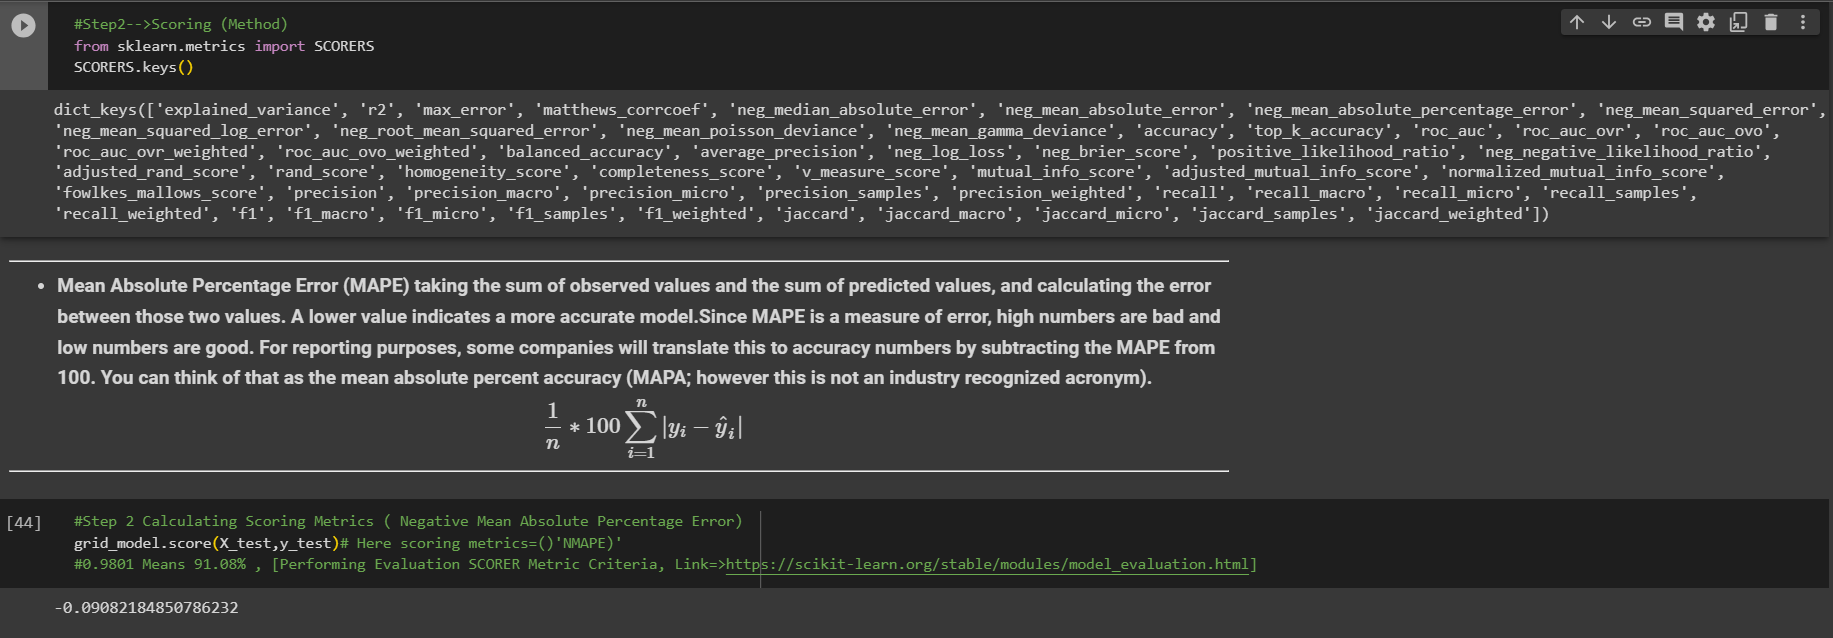 #Step2-->Scoring (Method)
from sklearn.metrics import SCORERS
SCORERS.keys()
dict_keys(['explained_variance', 'r2', 'max_error', 'matthews_corrcoef', 'neg_median_absolute_error', 'neg_mean_absolute_error', 'neg_mean_absolute_percentage_error', 'neg_mean_squared_error',
'neg_mean_squared_log_error', 'neg_root_mean_squared_error', 'neg_mean_poisson_deviance', 'neg_mean_gamma_deviance', 'accuracy', 'top_k_accuracy', 'roc_auc', 'roc_auc_ovr', 'roc_auc_ovo',
'roc_auc_ovr_weighted', 'roc_auc_ovo_weighted', 'balanced_accuracy', 'average_precision', 'neg_log_loss', 'neg_brier_score', 'positive_likelihood_ratio', 'neg_negative_likelihood_ratio',
'adjusted_rand_score', 'rand_score', 'homogeneity_score', 'completeness_score', 'v_measure_score', 'mutual_info_score', 'adjusted_mutual_info_score', 'normalized_mutual_info_score',
'fowlkes_mallows_score', 'precision', 'precision_macro', 'precision_micro', 'precision_samples', 'precision_weighted', 'recall', 'recall_macro', 'recall_micro', 'recall_samples',
'recall_weighted', 'f1', 'f1_macro', 'f1_micro', 'f1_samples', 'f1_weighted', 'jaccard', 'jaccard_macro', 'jaccard_micro', 'jaccard_samples', 'jaccard_weighted'])
• Mean Absolute Percentage Error (MAPE) taking the sum of observed values and the sum of predicted values, and calculating the error
between those two values. A lower value indicates a more accurate model.Since MAPE is a measure of error, high numbers are bad and
low numbers are good. For reporting purposes, some companies will translate this to accuracy numbers by subtracting the MAPE from
100. You can think of that as the mean absolute percent accuracy (MAPA; however this is not an industry recognized acronym).
1/n * 100 ∑_{i=1}^{n} |y_i − ŷ_i|
[44] #Step 2 Calculating Scoring Metrics ( Negative Mean Absolute Percentage Error)
grid_model.score(X_test,y_test)# Here scoring metrics=()'NMAPE)'
#0.9801 Means 91.08% , [Performing Evaluation SCORER Metric Criteria, Link=>https://scikit-learn.org/stable/modules/model_evaluation.html]
-0.09082184850786232